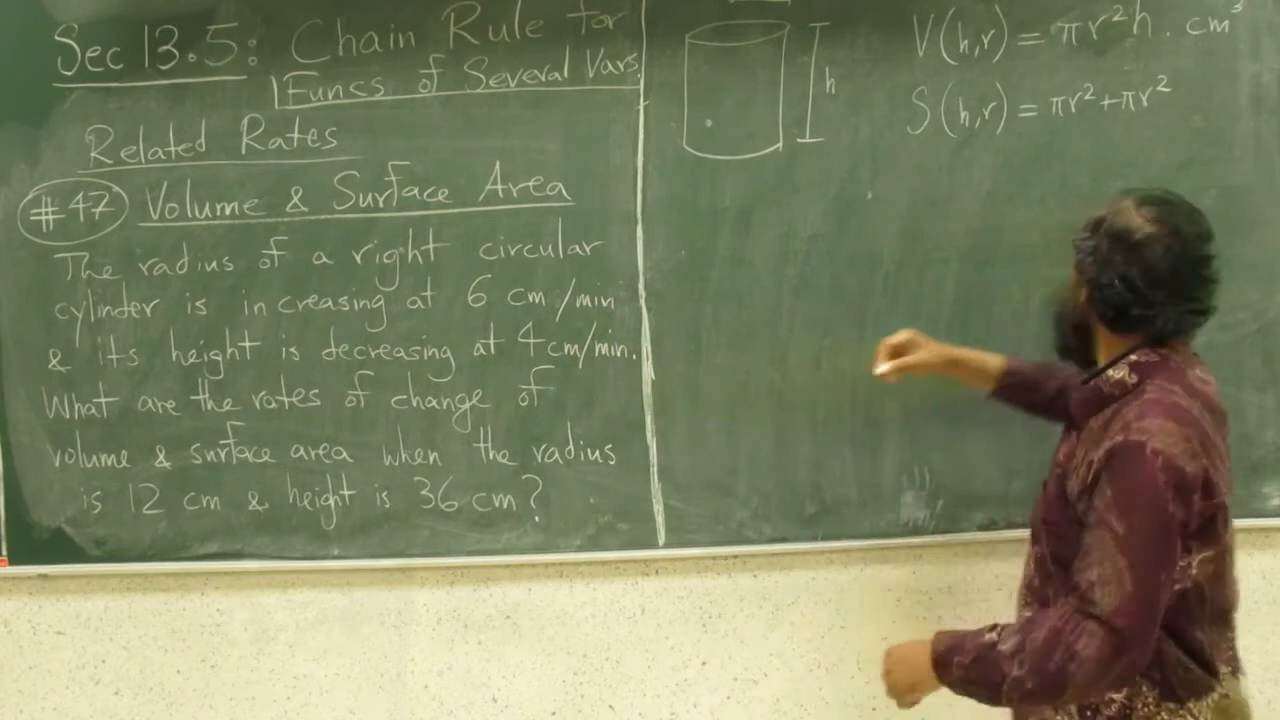 Sec 13.5: Chain Rule for
Funcs of Several Vars.
Related Rates
#47 Volume & Surface Area
The radius of a right circular
cylinder is increasing at 6 cm/min
& its height is decreasing at 4cm/min.
What are the rates of change of
volume & surface area when the radius
is 12 cm & height is 36 cm?
h
V(h,r) = πr²h . cm³
S(h,r) = πr²+πr²